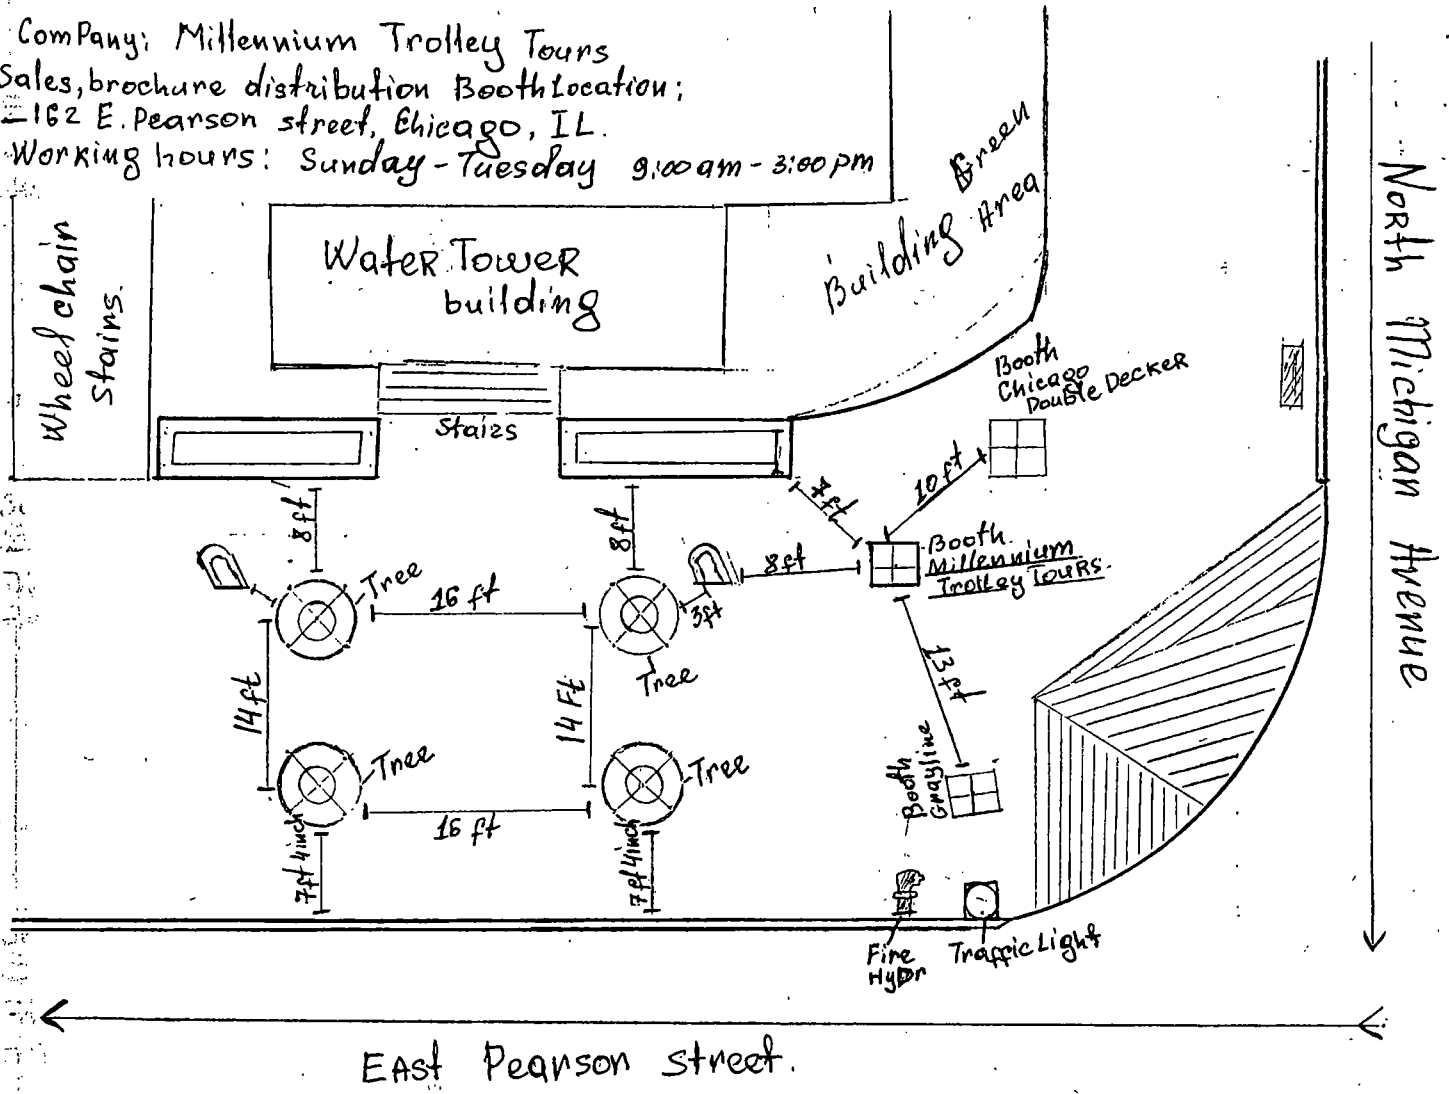 Company: Millennium Trolley Tours
Sales, brochure distribution Booth Location:
162 E. Pearson street, Chicago, IL.
Working hours: Sunday - Tuesday 9:00 am - 3:00 pm
Wheel chair
stairs.
Water Tower
building
Stairs
Green
Building Area
North Michigan Avenue
Booth
Chicago
Double Decker
10 ft
7 ft
8 ft
8 ft
8 ft
Booth
Millennium
Trolley Tours.
Tree
16 ft
3 ft
Tree
13 ft
14 ft
14 Ft
Tree
Tree
Booth
Grayline
16 ft
7 ft 4 inch
7 ft 4 inch
Fire
Hydr
Traffic Light
East Pearson street.